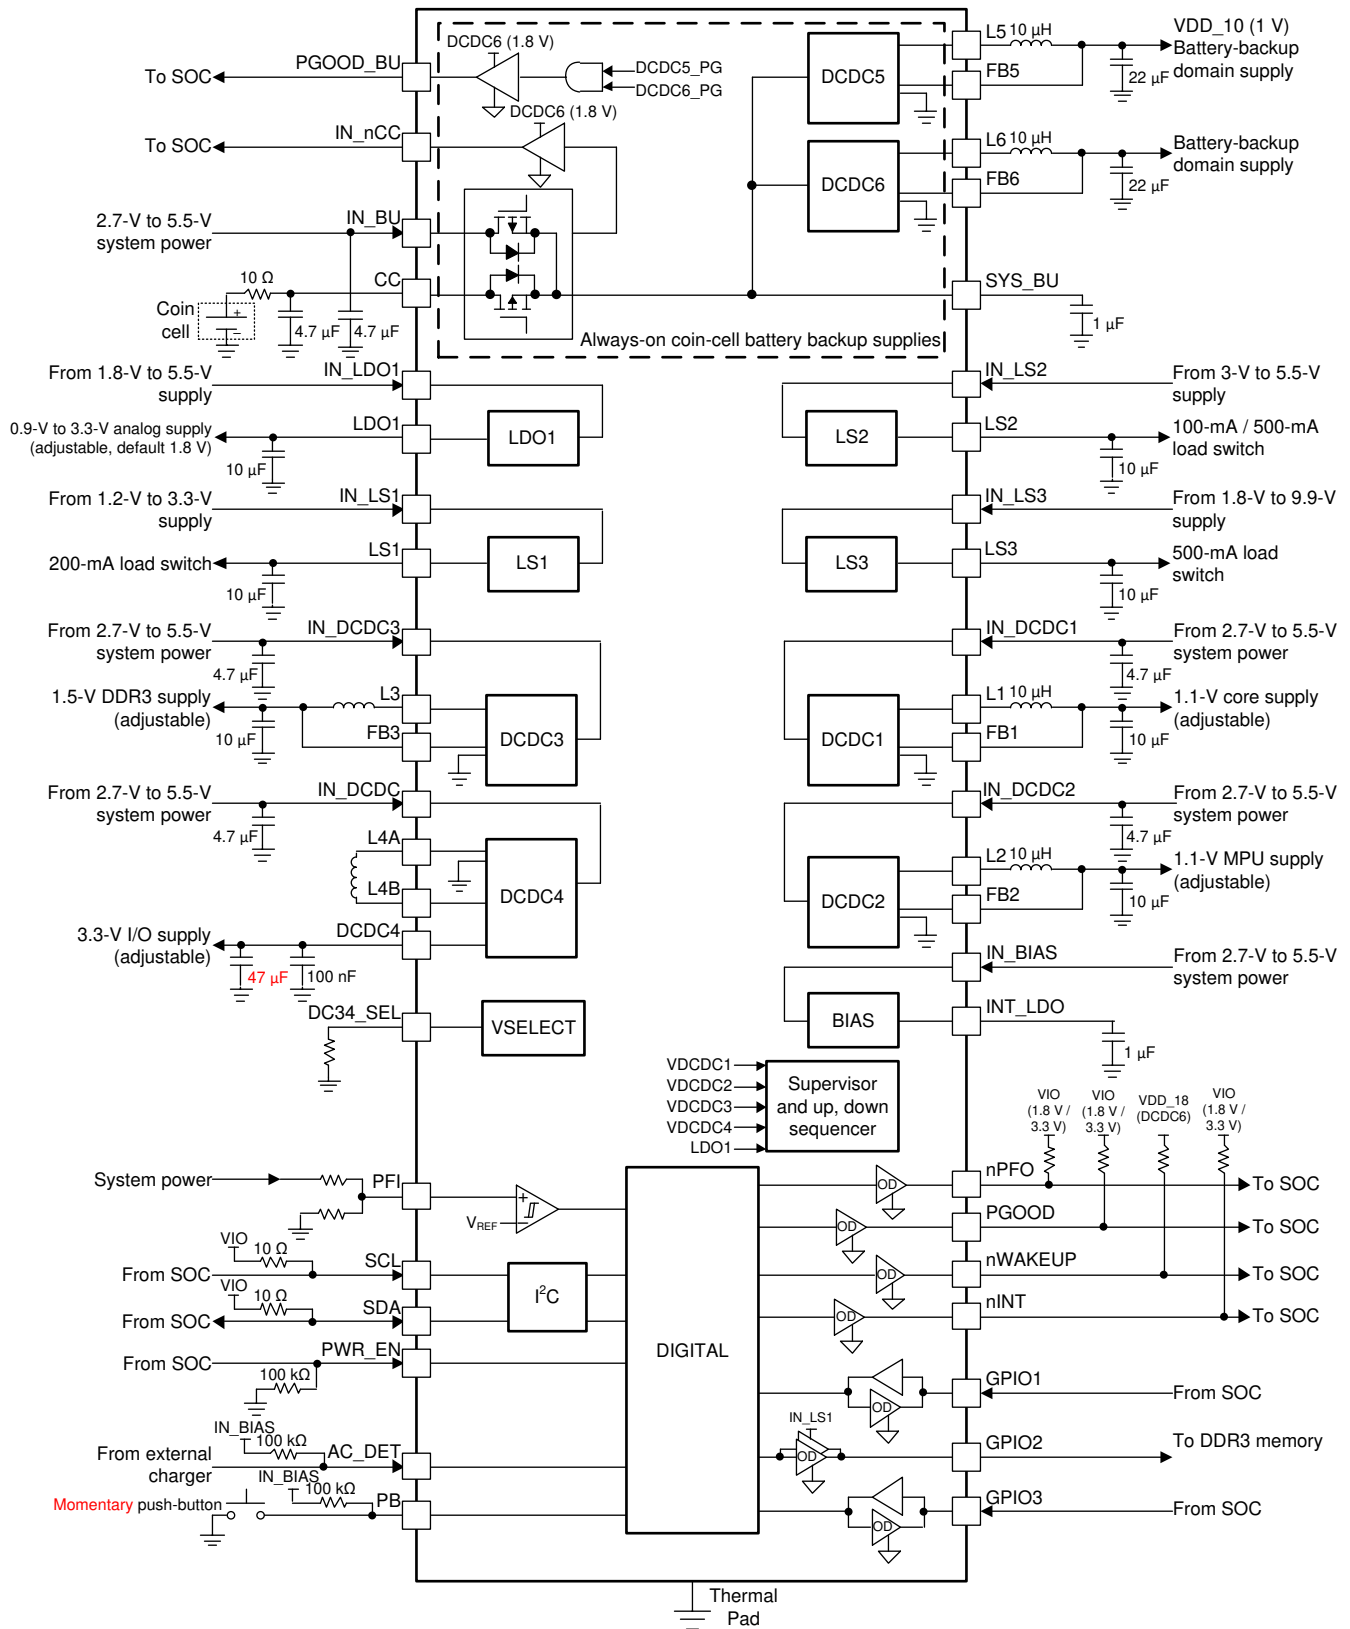 DCDC6 (1.8 V)
PGOOD_BU
To SOC
DCDC5_PG
DCDC6_PG
DCDC6 (1.8 V)
IN_nCC
To SOC
2.7-V to 5.5-V
system power
IN_BU
10 Ω
CC
Coin
cell
+
−
4.7 µF
4.7 µF
Always-on coin-cell battery backup supplies
DCDC5
L5
10 µH
FB5
22 µF
VDD_10 (1 V)
Battery-backup
domain supply
DCDC6
L6
10 µH
FB6
22 µF
Battery-backup
domain supply
SYS_BU
1 µF
From 1.8-V to 5.5-V
supply
IN_LDO1
0.9-V to 3.3-V analog supply
(adjustable, default 1.8 V)
LDO1
10 µF
LDO1
IN_LS2
From 3-V to 5.5-V
supply
LS2
LS2
10 µF
100-mA / 500-mA
load switch
From 1.2-V to 3.3-V
supply
IN_LS1
200-mA load switch
LS1
10 µF
LS1
IN_LS3
From 1.8-V to 9.9-V
supply
LS3
LS3
10 µF
500-mA load
switch
From 2.7-V to 5.5-V
system power
IN_DCDC3
4.7 µF
1.5-V DDR3 supply
(adjustable)
L3
10 µF
FB3
DCDC3
IN_DCDC1
From 2.7-V to 5.5-V
system power
4.7 µF
DCDC1
L1
10 µH
FB1
10 µF
1.1-V core supply
(adjustable)
From 2.7-V to 5.5-V
system power
IN_DCDC
4.7 µF
L4A
L4B
DCDC4
3.3-V I/O supply
(adjustable)
DCDC4
47 µF
100 nF
IN_DCDC2
From 2.7-V to 5.5-V
system power
4.7 µF
DCDC2
L2
10 µH
FB2
10 µF
1.1-V MPU supply
(adjustable)
DC34_SEL
VSELECT
IN_BIAS
From 2.7-V to 5.5-V
system power
BIAS
INT_LDO
1 µF
VDCDC1
VDCDC2
VDCDC3
VDCDC4
LDO1
Supervisor
and up, down
sequencer
VIO
(1.8 V /
3.3 V)
VIO
(1.8 V /
3.3 V)
VDD_18
(DCDC6)
VIO
(1.8 V /
3.3 V)
System power
PFI
+
−
VREF
VIO
10 Ω
From SOC
SCL
VIO
10 Ω
From SOC
SDA
I2C
From SOC
PWR_EN
100 kΩ
IN_BIAS
100 kΩ
From external
charger
AC_DET
IN_BIAS
100 kΩ
Momentary push-button
PB
DIGITAL
OD
nPFO
To SOC
OD
PGOOD
To SOC
OD
nWAKEUP
To SOC
OD
nINT
To SOC
OD
GPIO1
From SOC
IN_LS1
OD
GPIO2
To DDR3 memory
OD
GPIO3
From SOC
Thermal
Pad